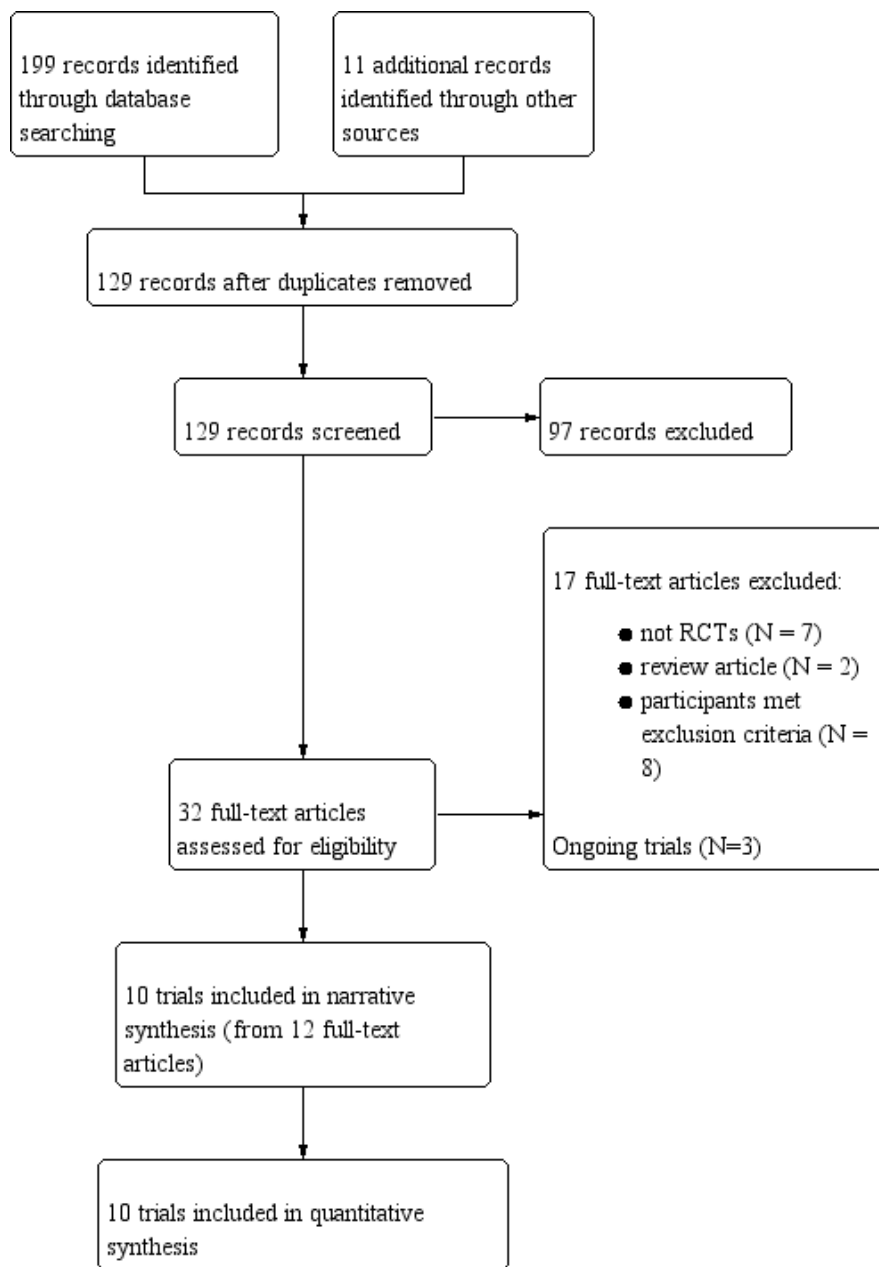 199 records identified
through database
searching
11 additional records
identified through other
sources
129 records after duplicates removed
129 records screened
97 records excluded
17 full-text articles excluded:
● not RCTs (N = 7)
● review article (N = 2)
● participants met
exclusion criteria (N =
8)
Ongoing trials (N=3)
32 full-text articles
assessed for eligibility
10 trials included in narrative
synthesis (from 12 full-text
articles)
10 trials included in quantitative
synthesis